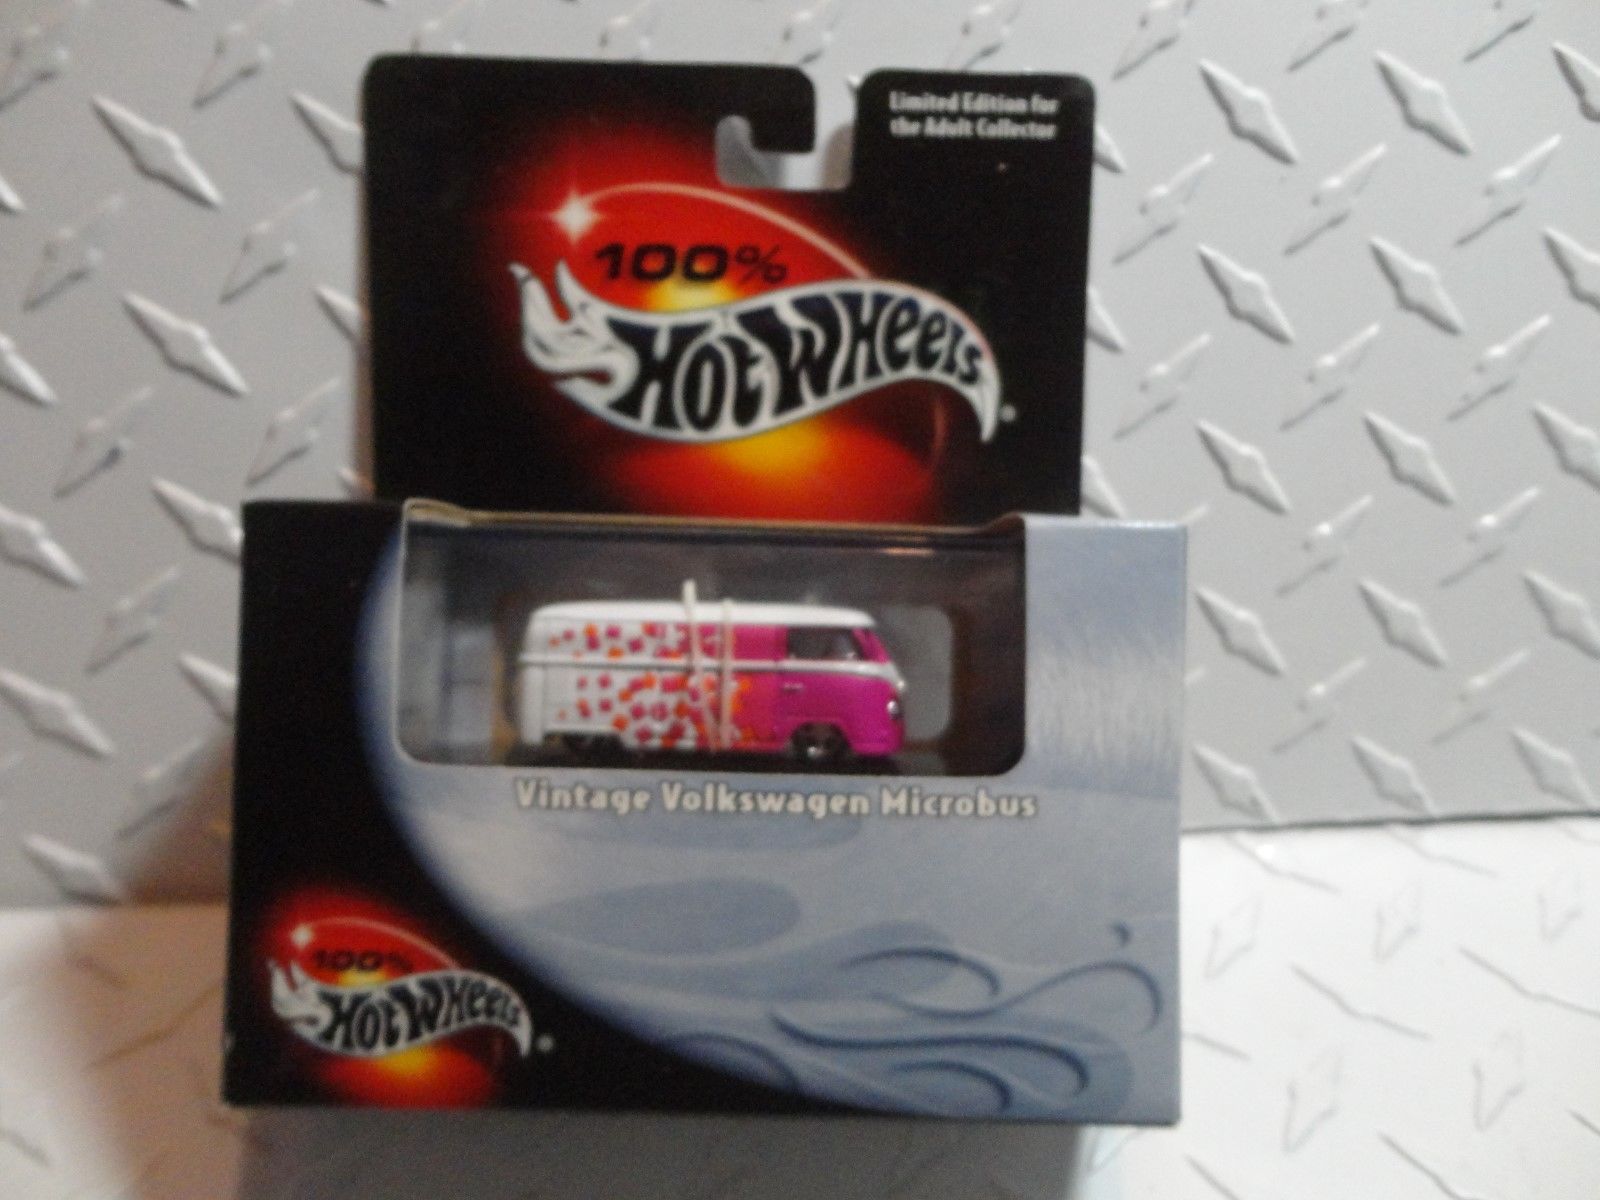 Limited Edition for
the Adult Collector
100%
Hot Wheels
Vintage Volkswagen Microbus
100%
Hot Wheels